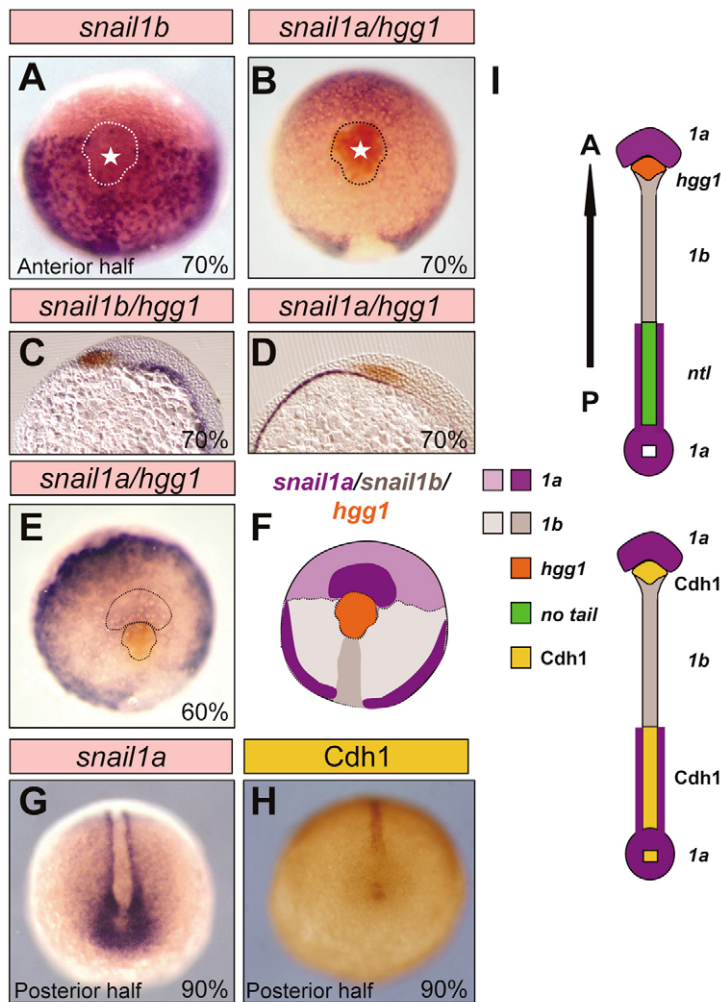 snail1b
snail1a/hgg1
A
Anterior half
70%
B
70%
snail1b/hgg1
snail1a/hgg1
C
70%
D
70%
snail1a/hgg1
E
60%
snail1a/snail1b/
hgg1
F
1a
1b
hgg1
no tail
Cdh1
snail1a
Cdh1
G
Posterior half
90%
H
Posterior half
90%
I
A
P
1a
hgg1
1b
ntl
1a
1a
Cdh1
1b
Cdh1
1a